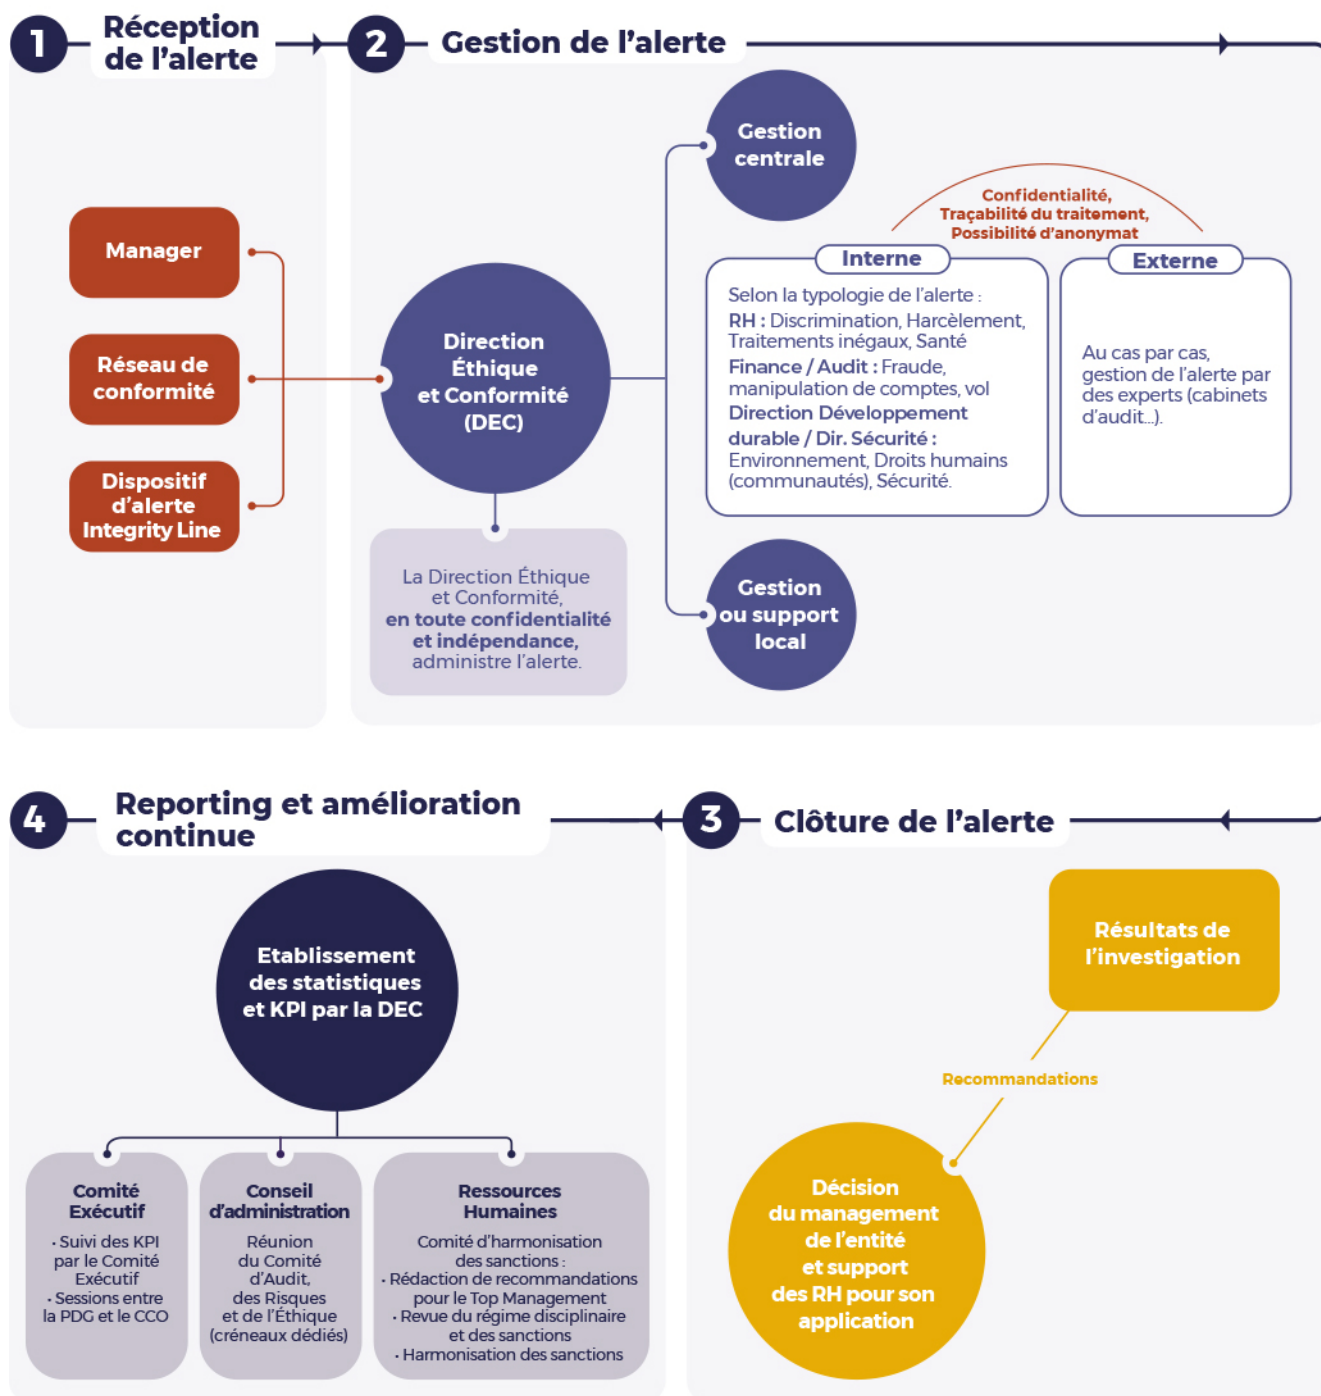 1
Réception
de l'alerte
Manager
Réseau de
conformité
Dispositif
d'alerte
Integrity Line
2
Gestion de l'alerte
Direction
Éthique
et Conformité
(DEC)
La Direction Éthique
et Conformité,
en toute confidentialité
et indépendance,
administre l'alerte.
Gestion
centrale
Confidentialité,
Traçabilité du traitement,
Possibilité d'anonymat
Interne
Selon la typologie de l'alerte :
RH : Discrimination, Harcèlement,
Traitements inégaux, Santé
Finance / Audit : Fraude,
manipulation de comptes, vol
Direction Développement
durable / Dir. Sécurité :
Environnement, Droits humains
(communautés), Sécurité.
Externe
Au cas par cas,
gestion de l'alerte par
des experts (cabinets
d'audit...).
Gestion
ou support
local
3
Clôture de l'alerte
Résultats de
l'investigation
Recommandations
Décision
du management
de l'entité
et support
des RH pour son
application
4
Reporting et amélioration
continue
Etablissement
des statistiques
et KPI par la DEC
Comité
Exécutif
• Suivi des KPI
par le Comité
Exécutif
• Sessions entre
la PDG et le CCO
Conseil
d'administration
Réunion
du Comité
d'Audit,
des Risques
et de l'Éthique
(créneaux dédiés)
Ressources
Humaines
Comité d'harmonisation
des sanctions :
• Rédaction de recommandations
pour le Top Management
• Revue du régime disciplinaire
et des sanctions
• Harmonisation des sanctions